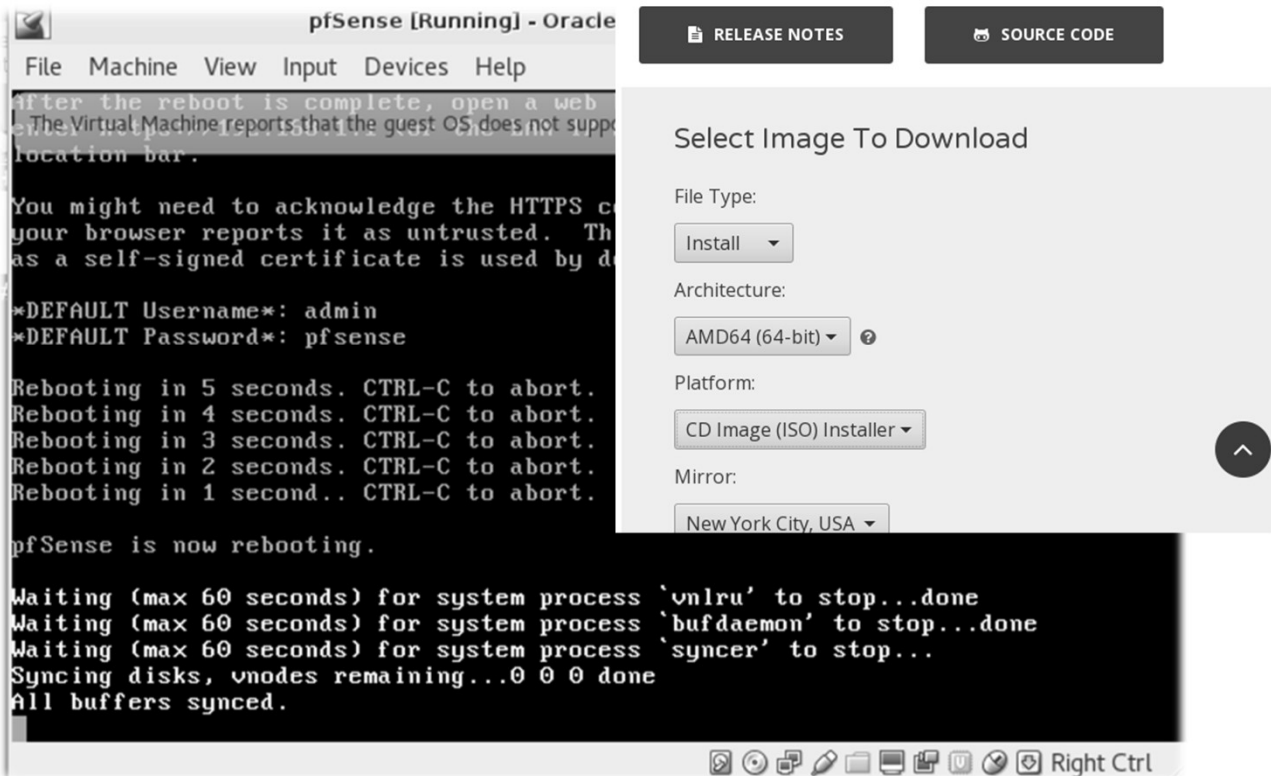 pfSense [Running] - Oracle
File Machine View Input Devices Help
After the reboot is complete, open a web
The Virtual Machine reports that the guest OS does not suppo
location bar.
You might need to acknowledge the HTTPS c
your browser reports it as untrusted. Th
as a self-signed certificate is used by d
*DEFAULT Username*: admin
*DEFAULT Password*: pfsense
Rebooting in 5 seconds. CTRL-C to abort.
Rebooting in 4 seconds. CTRL-C to abort.
Rebooting in 3 seconds. CTRL-C to abort.
Rebooting in 2 seconds. CTRL-C to abort.
Rebooting in 1 second.. CTRL-C to abort.
pfSense is now rebooting.
Waiting (max 60 seconds) for system process `vnlru' to stop...done
Waiting (max 60 seconds) for system process `bufdaemon' to stop...done
Waiting (max 60 seconds) for system process `syncer' to stop...
Syncing disks, vnodes remaining...0 0 0 done
All buffers synced.
Right Ctrl
RELEASE NOTES
SOURCE CODE
Select Image To Download
File Type:
Install
Architecture:
AMD64 (64-bit)
Platform:
CD Image (ISO) Installer
Mirror:
New York City, USA